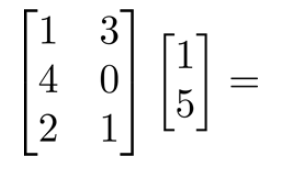 [1 3] [1] =
[4 0] [5]
[2 1]